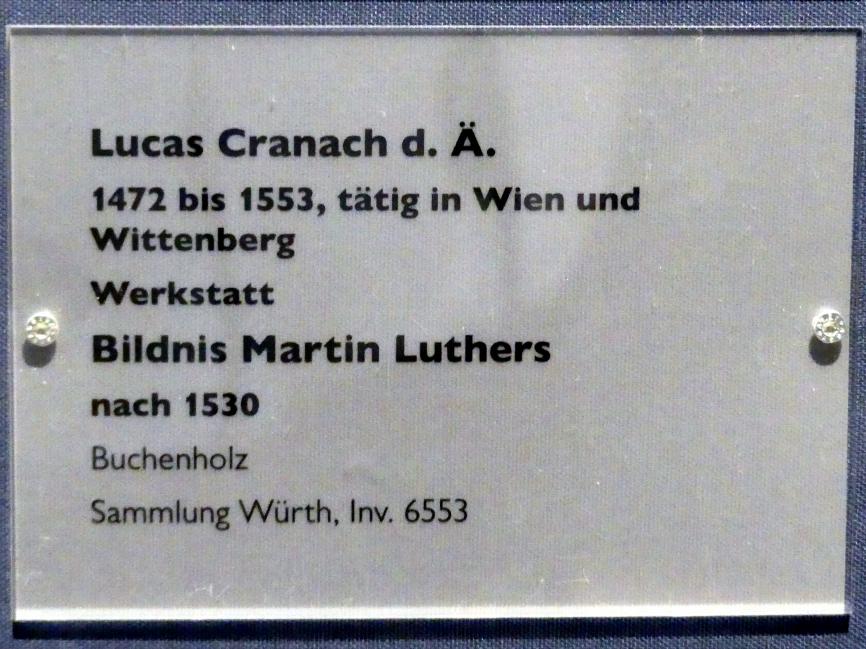 Lucas Cranach d. Ä.
1472 bis 1553, tätig in Wien und
Wittenberg
Werkstatt
Bildnis Martin Luthers
nach 1530
Buchenholz
Sammlung Würth, Inv. 6553